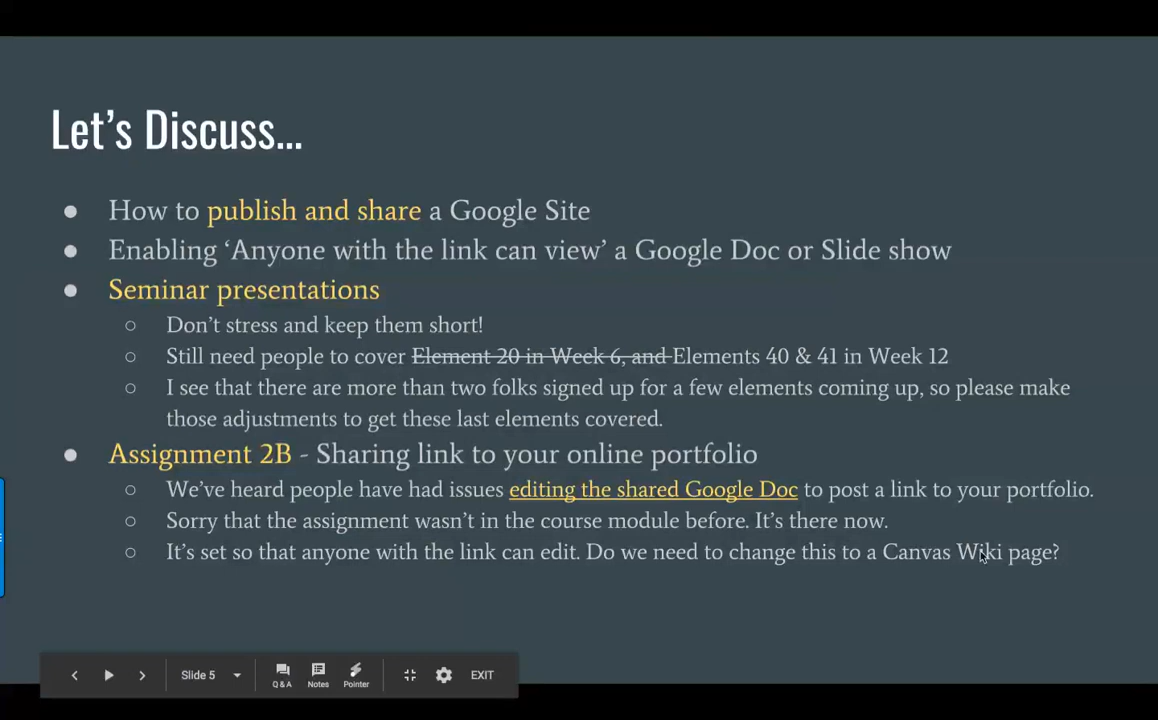 Let’s Discuss...
● How to publish and share a Google Site
● Enabling ‘Anyone with the link can view’ a Google Doc or Slide show
● Seminar presentations
○ Don’t stress and keep them short!
○ Still need people to cover Element 20 in Week 6, and Elements 40 & 41 in Week 12
○ I see that there are more than two folks signed up for a few elements coming up, so please make
those adjustments to get these last elements covered.
● Assignment 2B - Sharing link to your online portfolio
○ We’ve heard people have had issues editing the shared Google Doc to post a link to your portfolio.
○ Sorry that the assignment wasn’t in the course module before. It’s there now.
○ It’s set so that anyone with the link can edit. Do we need to change this to a Canvas Wiki page?
Slide 5 Q & A Notes Pointer EXIT